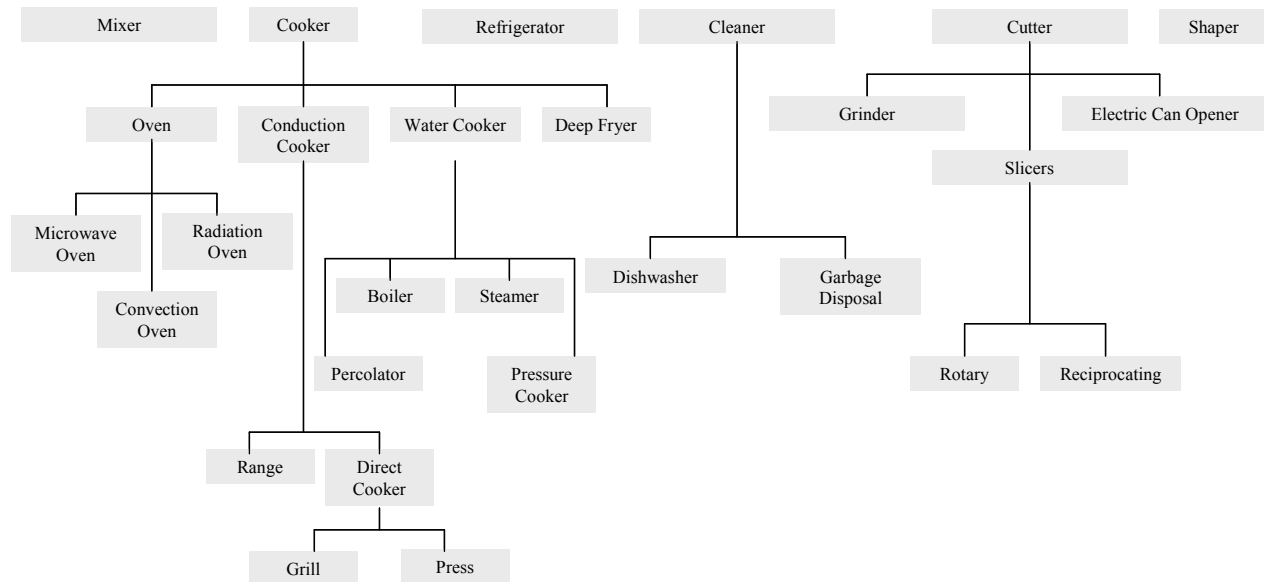 Mixer
Cooker
Refrigerator
Cleaner
Cutter
Shaper
Oven
Conduction
Cooker
Water Cooker
Deep Fryer
Grinder
Electric Can Opener
Slicers
Microwave
Oven
Radiation
Oven
Convection
Oven
Boiler
Steamer
Dishwasher
Garbage
Disposal
Percolator
Pressure
Cooker
Rotary
Reciprocating
Range
Direct
Cooker
Grill
Press